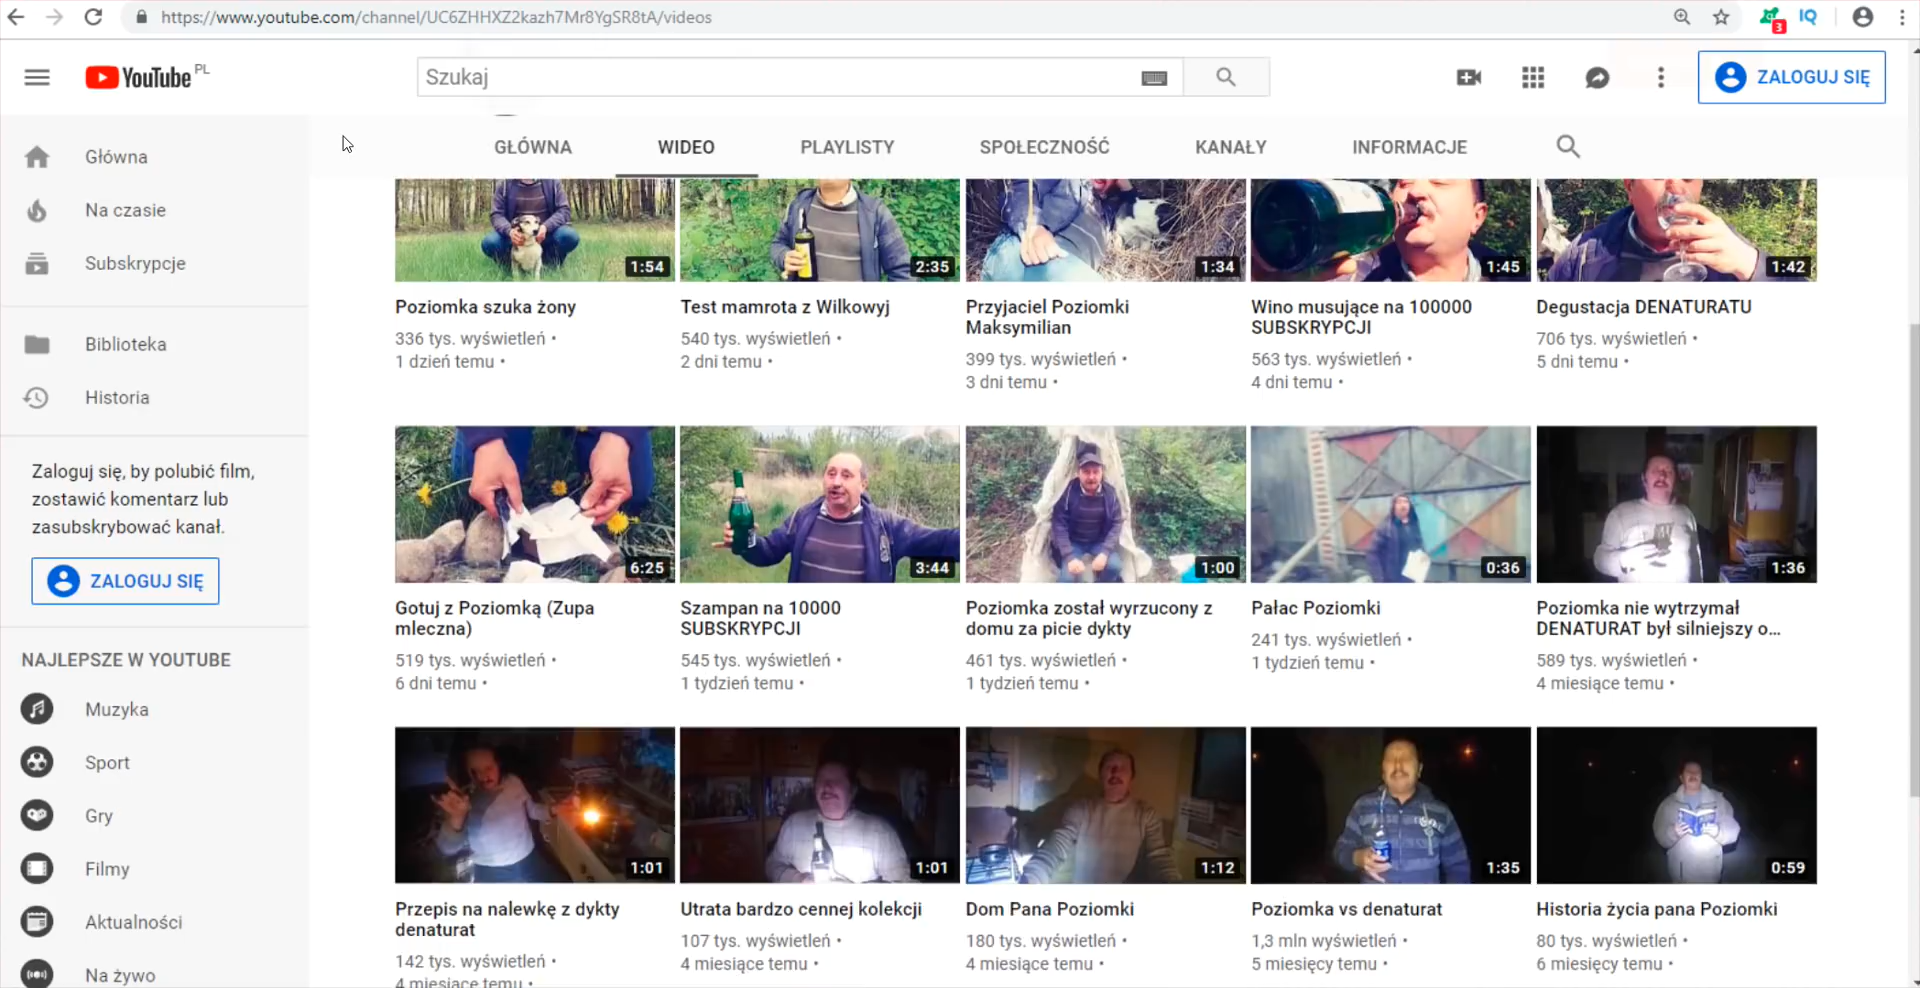 https://www.youtube.com/channel/UC6ZHHXZ2kazh7Mr8YgSR8tA/videos
3
IQ
YouTube PL
Szukaj
ZALOGUJ SIĘ
GŁÓWNA WIDEO PLAYLISTY SPOŁECZNOŚĆ KANAŁY INFORMACJE
Główna
Na czasie
Subskrypcje
Biblioteka
Historia
Zaloguj się, by polubić film,
zostawić komentarz lub
zasubskrybować kanał.
ZALOGUJ SIĘ
NAJLEPSZE W YOUTUBE
Muzyka
Sport
Gry
Filmy
Aktualności
Na żywo
1:54
Poziomka szuka żony
336 tys. wyświetleń •
1 dzień temu •
2:35
Test mamrota z Wilkowyj
540 tys. wyświetleń •
2 dni temu •
1:34
Przyjaciel Poziomki
Maksymilian
399 tys. wyświetleń •
3 dni temu •
1:45
Wino musujące na 100000
SUBSKRYPCJI
563 tys. wyświetleń •
4 dni temu •
1:42
Degustacja DENATURATU
706 tys. wyświetleń •
5 dni temu •
6:25
Gotuj z Poziomką (Zupa
mleczna)
519 tys. wyświetleń •
6 dni temu •
3:44
Szampan na 10000
SUBSKRYPCJI
545 tys. wyświetleń •
1 tydzień temu •
1:00
Poziomka został wyrzucony z
domu za picie dykty
461 tys. wyświetleń •
1 tydzień temu •
0:36
Pałac Poziomki
241 tys. wyświetleń •
1 tydzień temu •
1:36
Poziomka nie wytrzymał
DENATURAT był silniejszy o...
589 tys. wyświetleń •
4 miesiące temu •
1:01
Przepis na nalewkę z dykty
denaturat
142 tys. wyświetleń •
4 miesiące temu •
1:01
Utrata bardzo cennej kolekcji
107 tys. wyświetleń •
4 miesiące temu •
1:12
Dom Pana Poziomki
180 tys. wyświetleń •
4 miesiące temu •
1:35
Poziomka vs denaturat
1,3 mln wyświetleń •
5 miesięcy temu •
0:59
Historia życia pana Poziomki
80 tys. wyświetleń •
6 miesięcy temu •